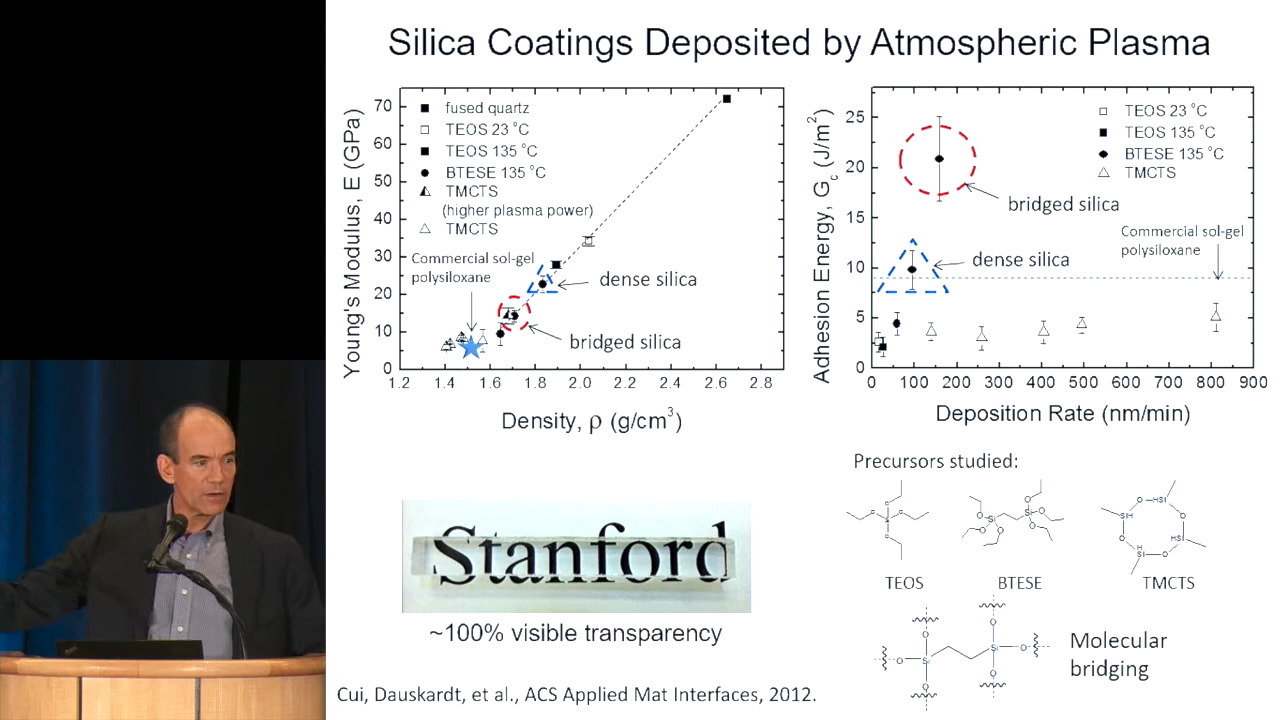 Silica Coatings Deposited by Atmospheric Plasma
Young's Modulus, E (GPa)
70
60
50
40
30
20
10
0
fused quartz
TEOS 23 °C
TEOS 135 °C
BTESE 135 °C
TMCTS
(higher plasma power)
TMCTS
Commercial sol-gel
polysiloxane
dense silica
bridged silica
1.2 1.4 1.6 1.8 2.0 2.2 2.4 2.6 2.8
Density, ρ (g/cm³)
Adhesion Energy, Gc (J/m²)
25
20
15
10
5
0
TEOS 23 °C
TEOS 135 °C
BTESE 135 °C
TMCTS
bridged silica
Commercial sol-gel
polysiloxane
dense silica
0 100 200 300 400 500 600 700 800 900
Deposition Rate (nm/min)
Stanford
~100% visible transparency
Precursors studied:
TEOS
BTESE
TMCTS
Molecular
bridging
Cui, Dauskardt, et al., ACS Applied Mat Interfaces, 2012.